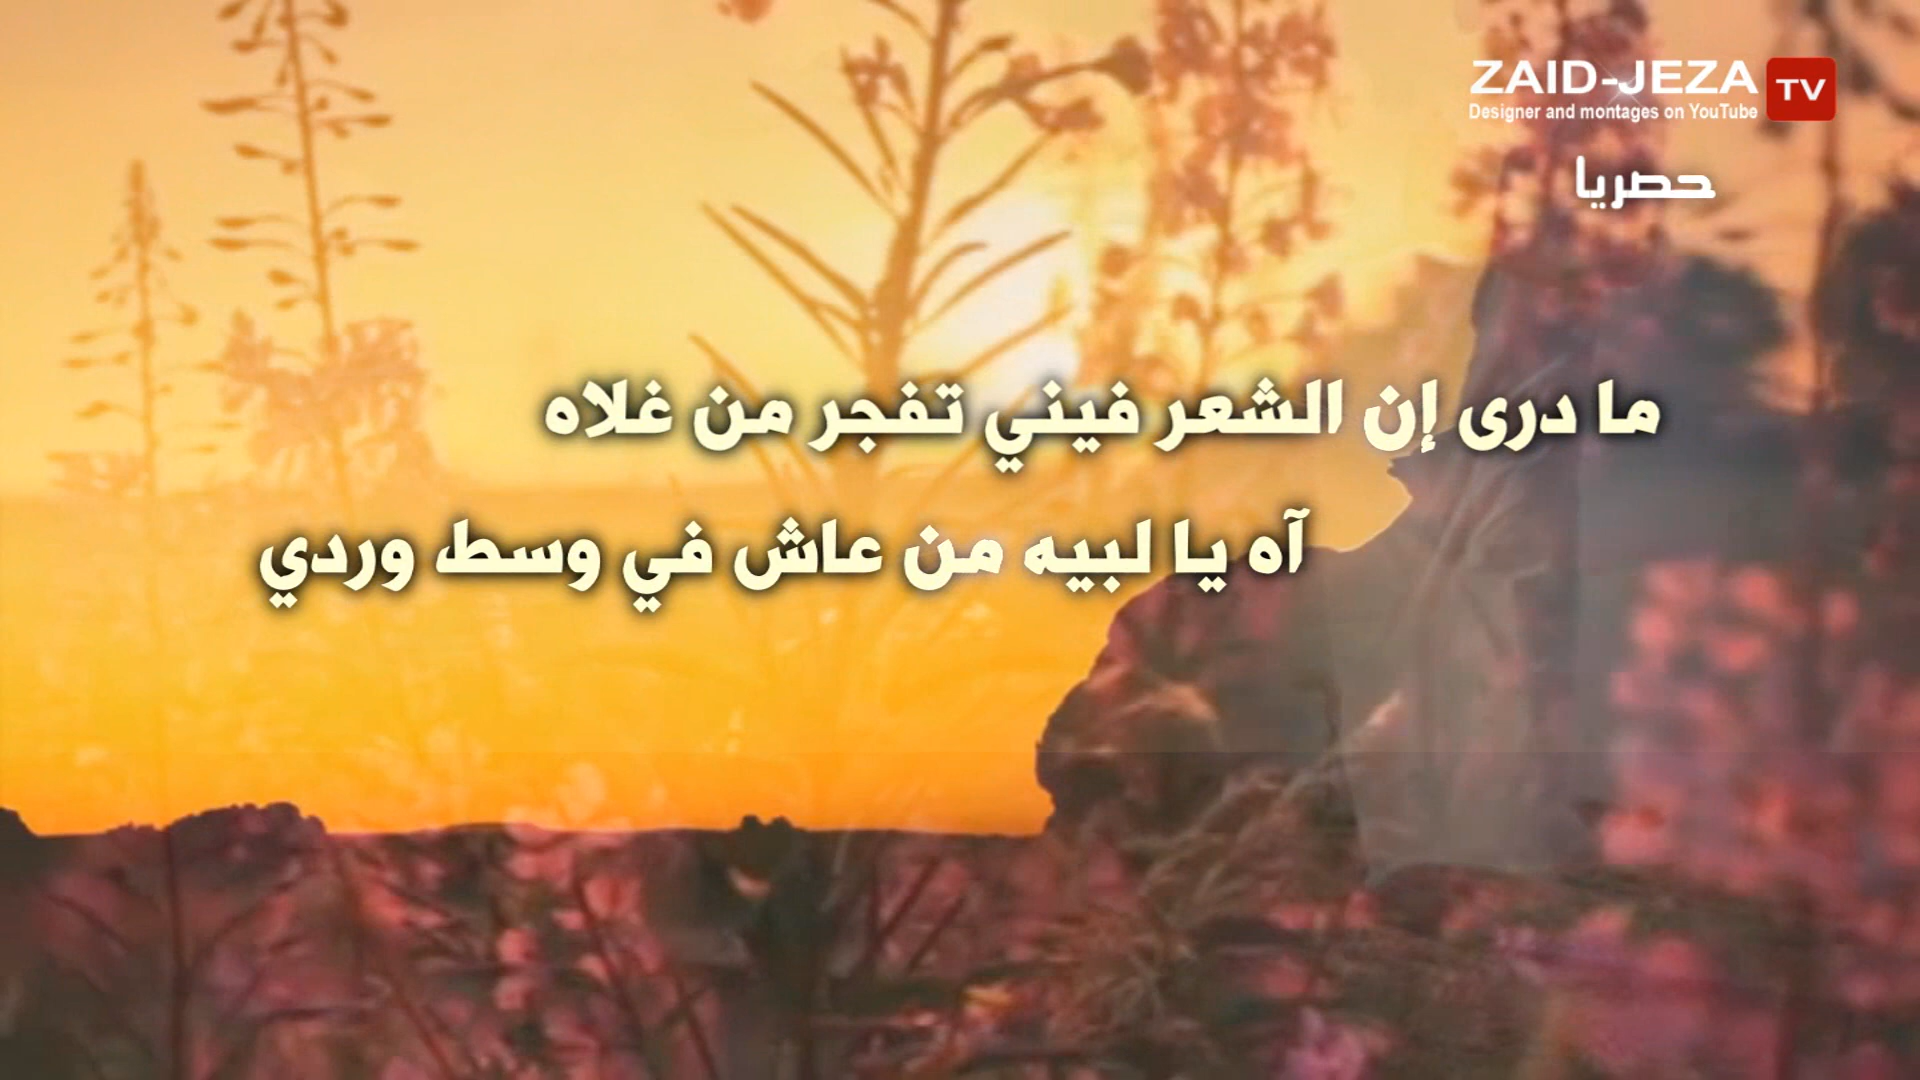 ZAID-JEZA TV
Designer and montages on YouTube
حصريا
ما درى إن الشعر فيني تفجر من غلاه
آه يا لبيه من عاش في وسط وردي